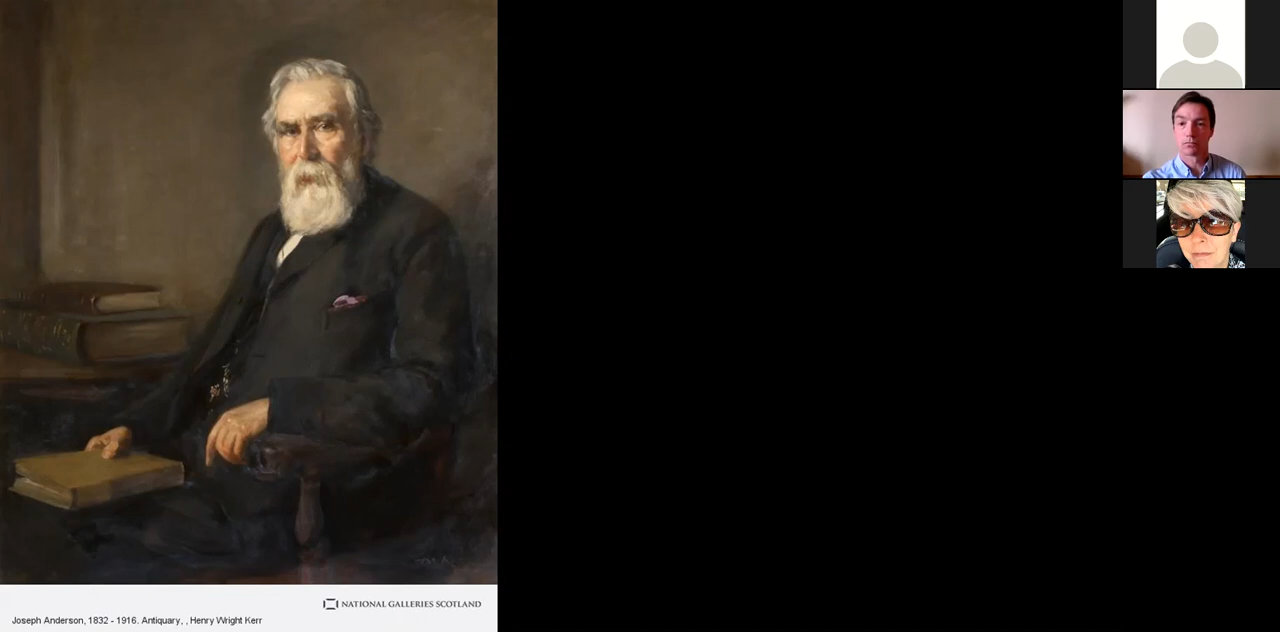 NATIONAL GALLERIES SCOTLAND
Joseph Anderson, 1832 - 1916. Antiquary, , Henry Wright Kerr